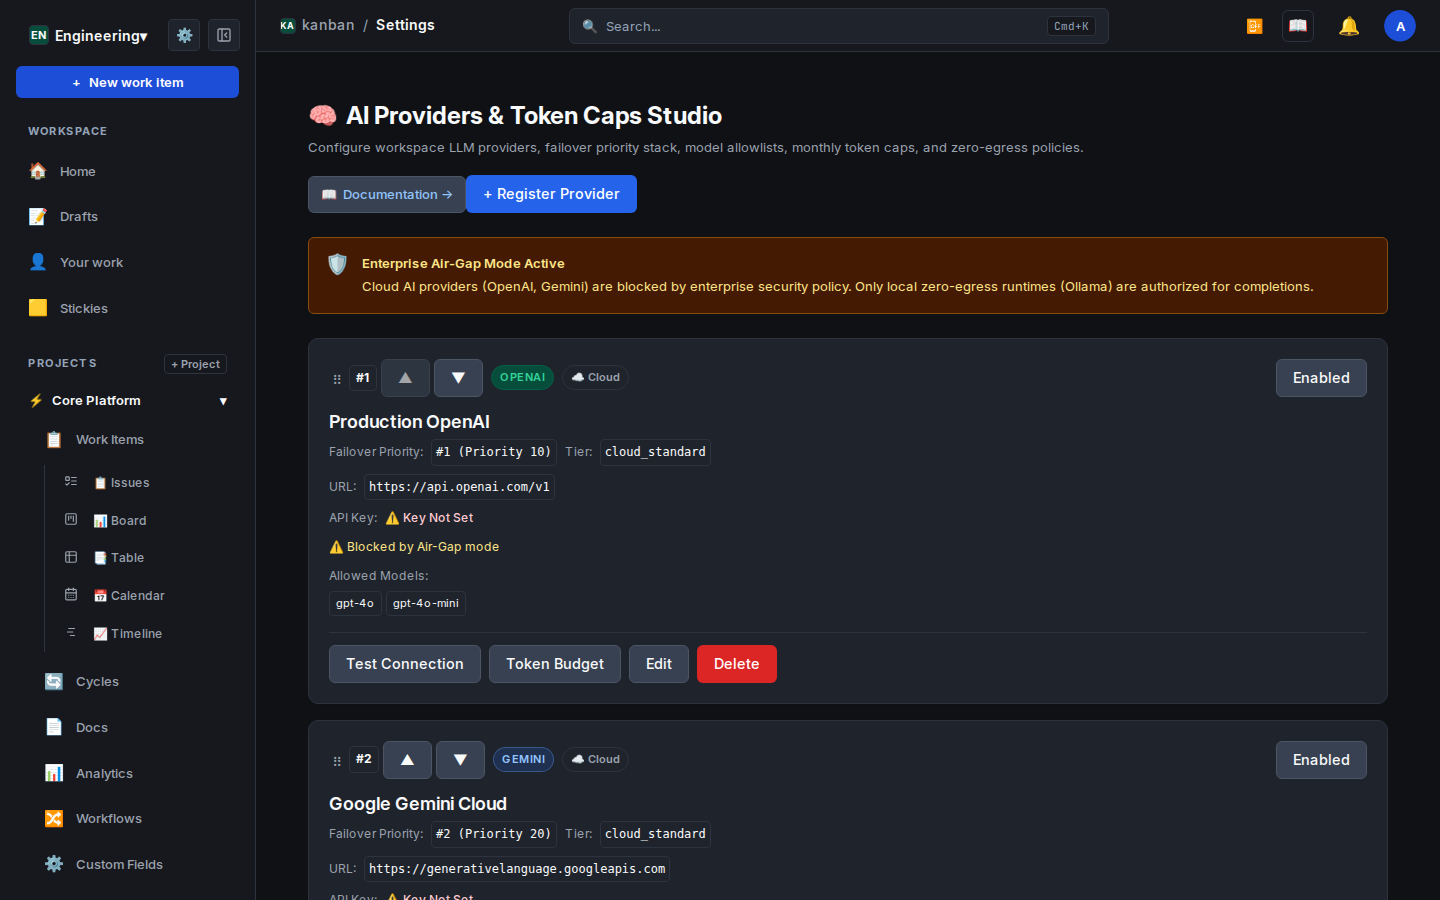 EN Engineering▾
+ New work item
WORKSPACE
Home
Drafts
Your work
Stickies
PROJECTS
+ Project
Core Platform
Work Items
Issues
Board
Table
Calendar
Timeline
Cycles
Docs
Analytics
Workflows
Custom Fields
KA kanban / Settings
Search...
Cmd+K
A
AI Providers & Token Caps Studio
Configure workspace LLM providers, failover priority stack, model allowlists, monthly token caps, and zero-egress policies.
Documentation →
+ Register Provider
Enterprise Air-Gap Mode Active
Cloud AI providers (OpenAI, Gemini) are blocked by enterprise security policy. Only local zero-egress runtimes (Ollama) are authorized for completions.
#1 ▲ ▼ OPENAI Cloud
Enabled
Production OpenAI
Failover Priority: #1 (Priority 10) Tier: cloud_standard
URL: https://api.openai.com/v1
API Key: Key Not Set
Blocked by Air-Gap mode
Allowed Models:
gpt-4o gpt-4o-mini
Test Connection Token Budget Edit Delete
#2 ▲ ▼ GEMINI Cloud
Enabled
Google Gemini Cloud
Failover Priority: #2 (Priority 20) Tier: cloud_standard
URL: https://generativelanguage.googleapis.com
API Key: Key Not Set